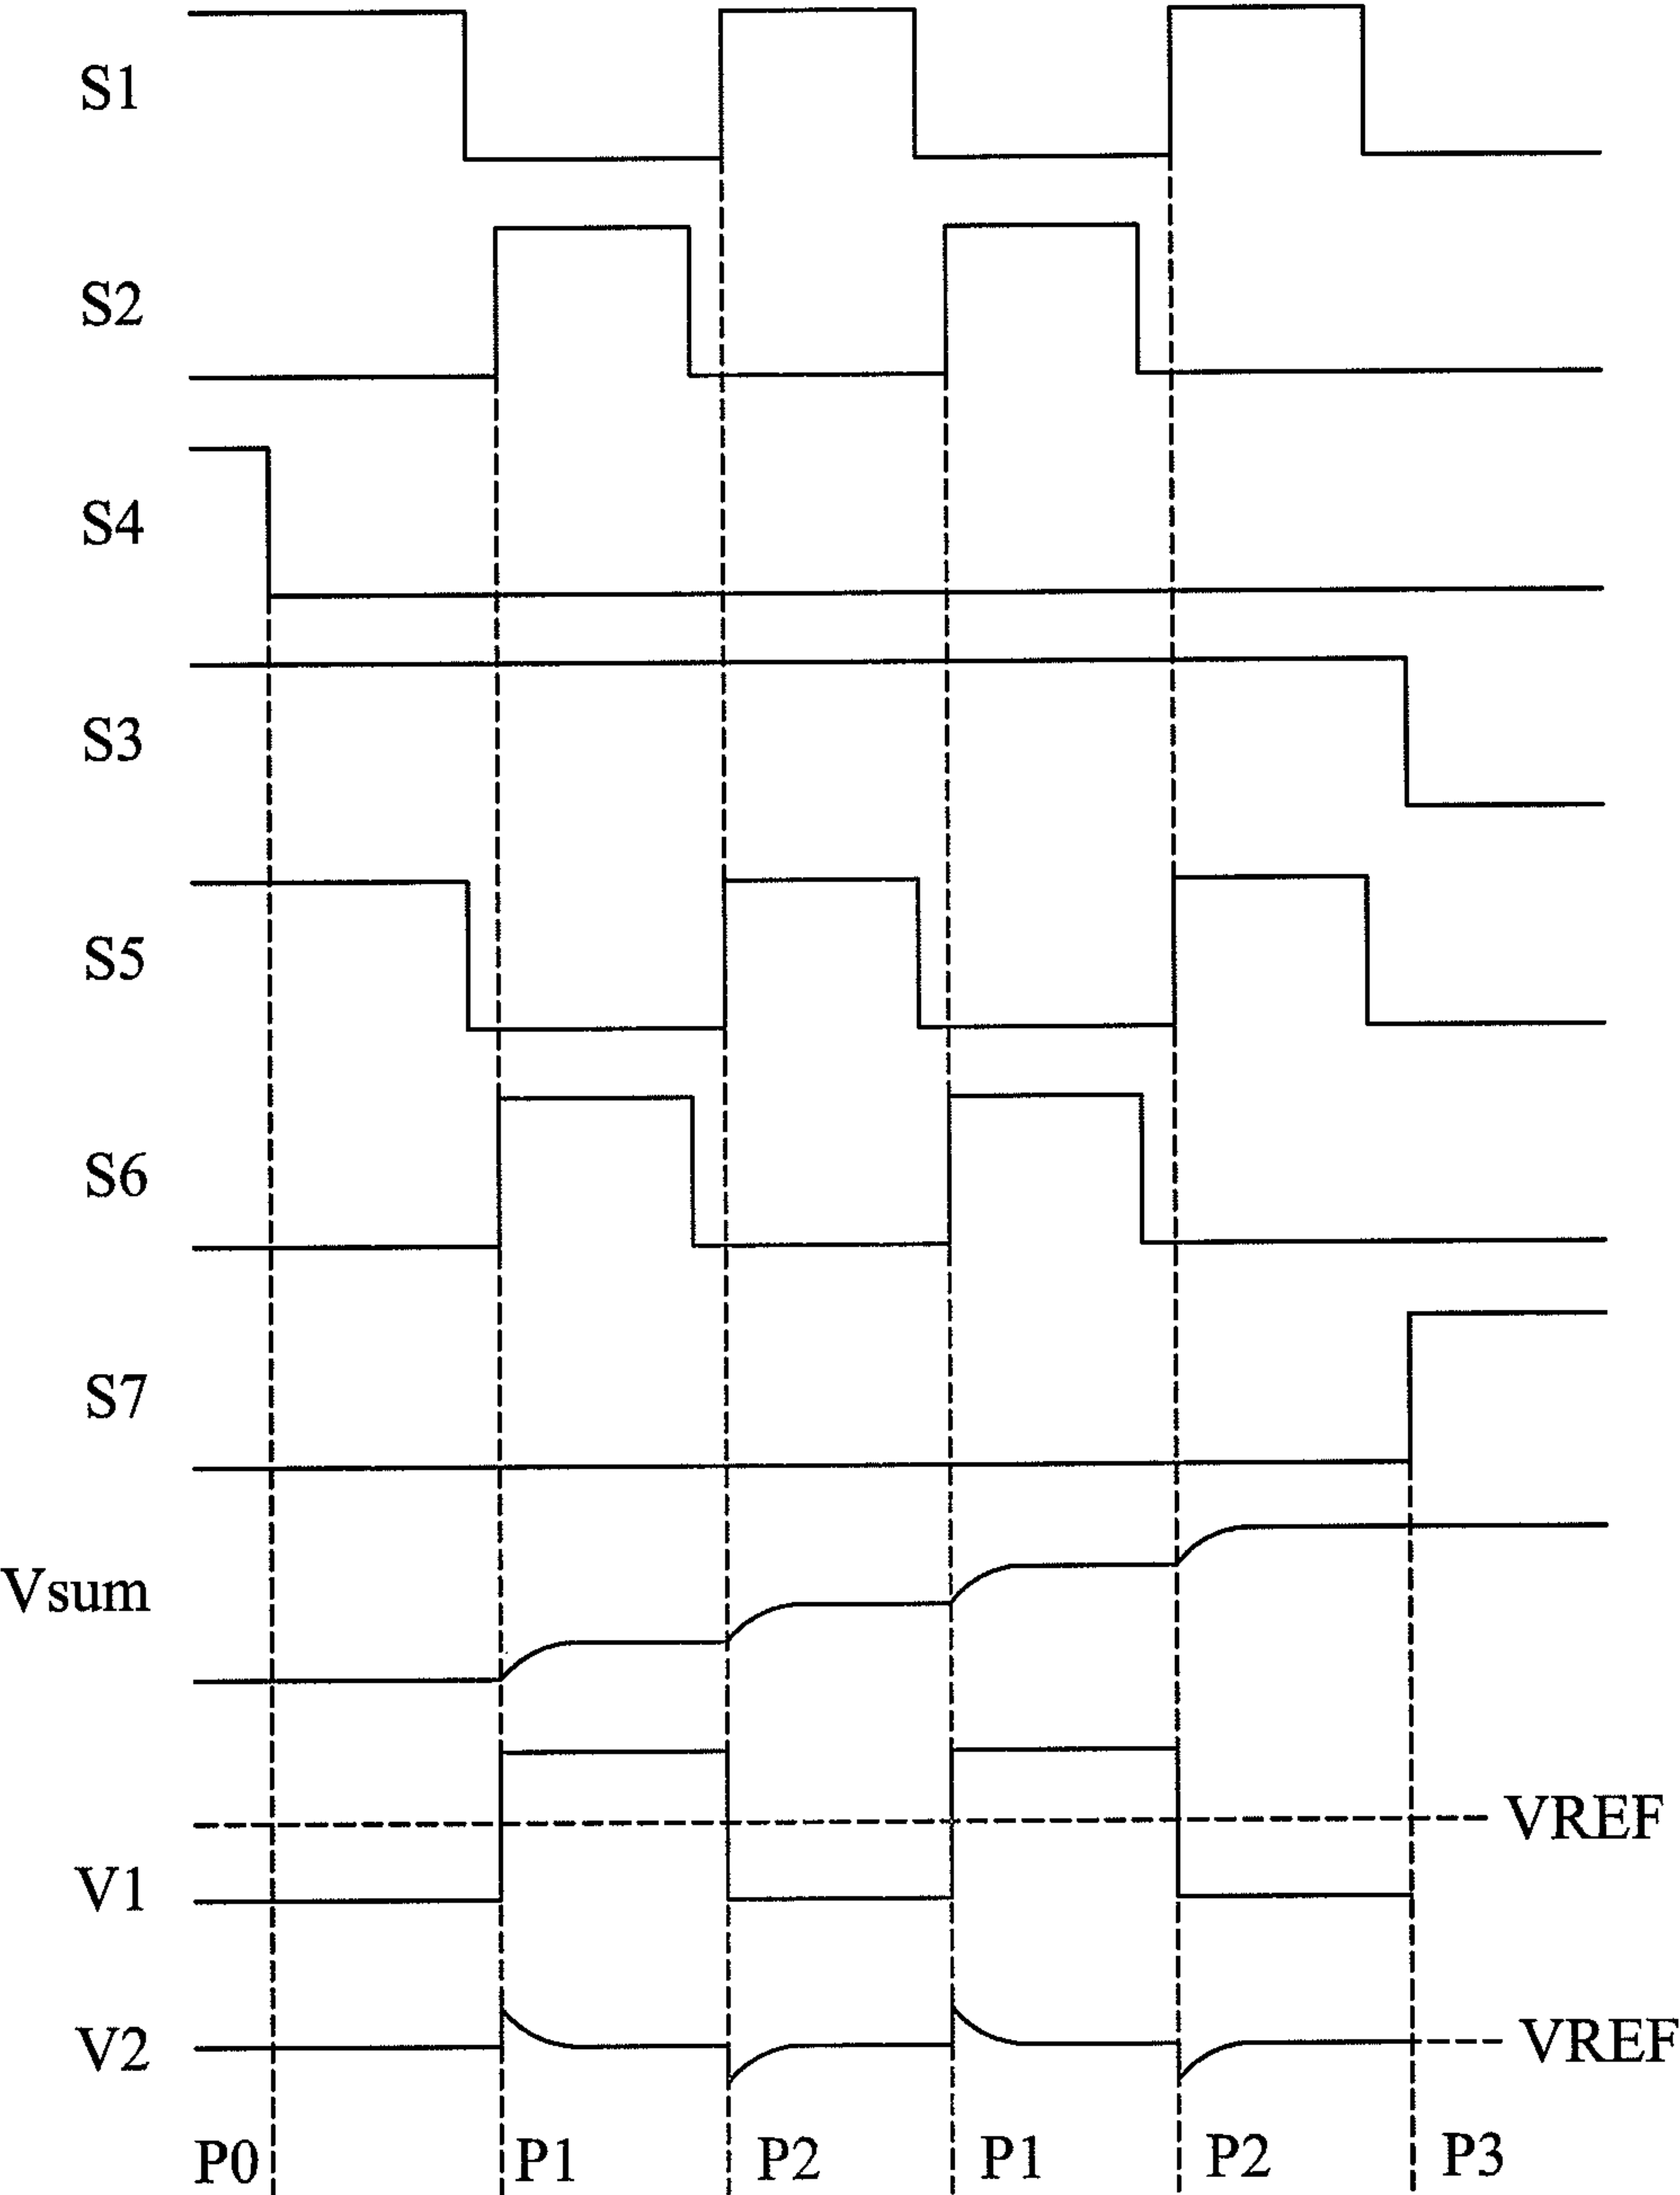 S1
S2
S4
S3
S5
S6
S7
Vsum
VREF
V1
V2
VREF
P0 P1 P2 P1 P2 P3